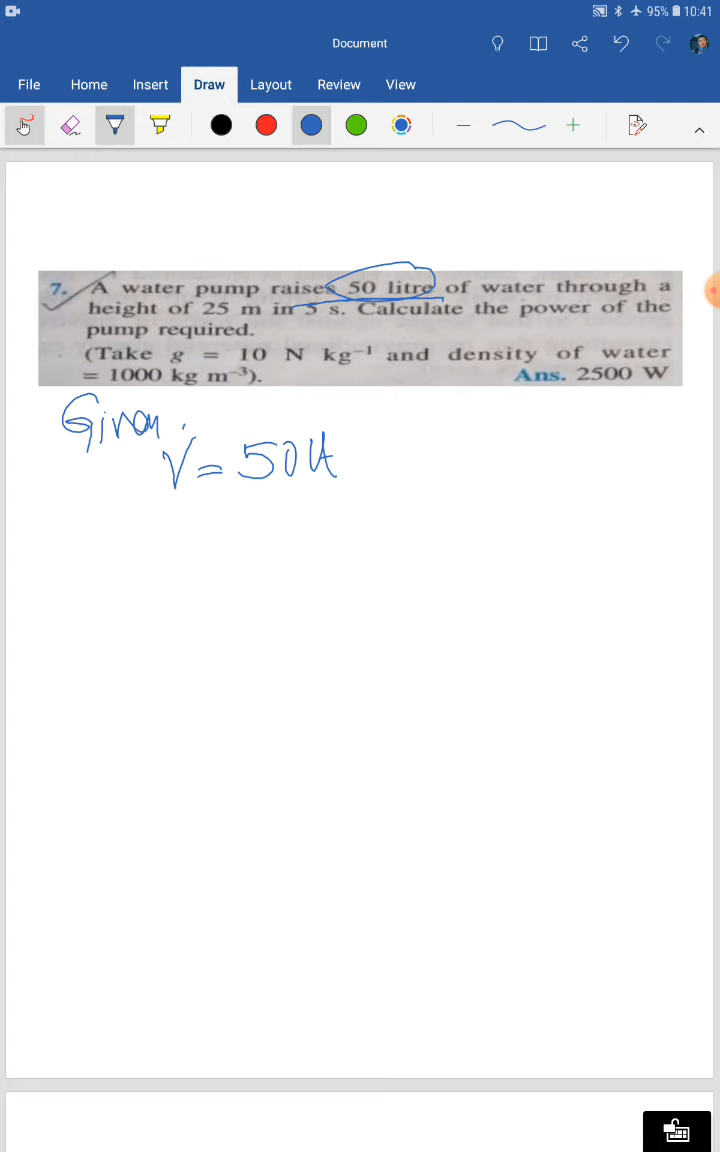 95% 10:41
Document
File Home Insert Draw Layout Review View
7. A water pump raises 50 litre of water through a
height of 25 m in 5 s. Calculate the power of the
pump required.
(Take g = 10 N kg⁻¹ and density of water
= 1000 kg m⁻³). Ans. 2500 W
Given :
V = 50 lt